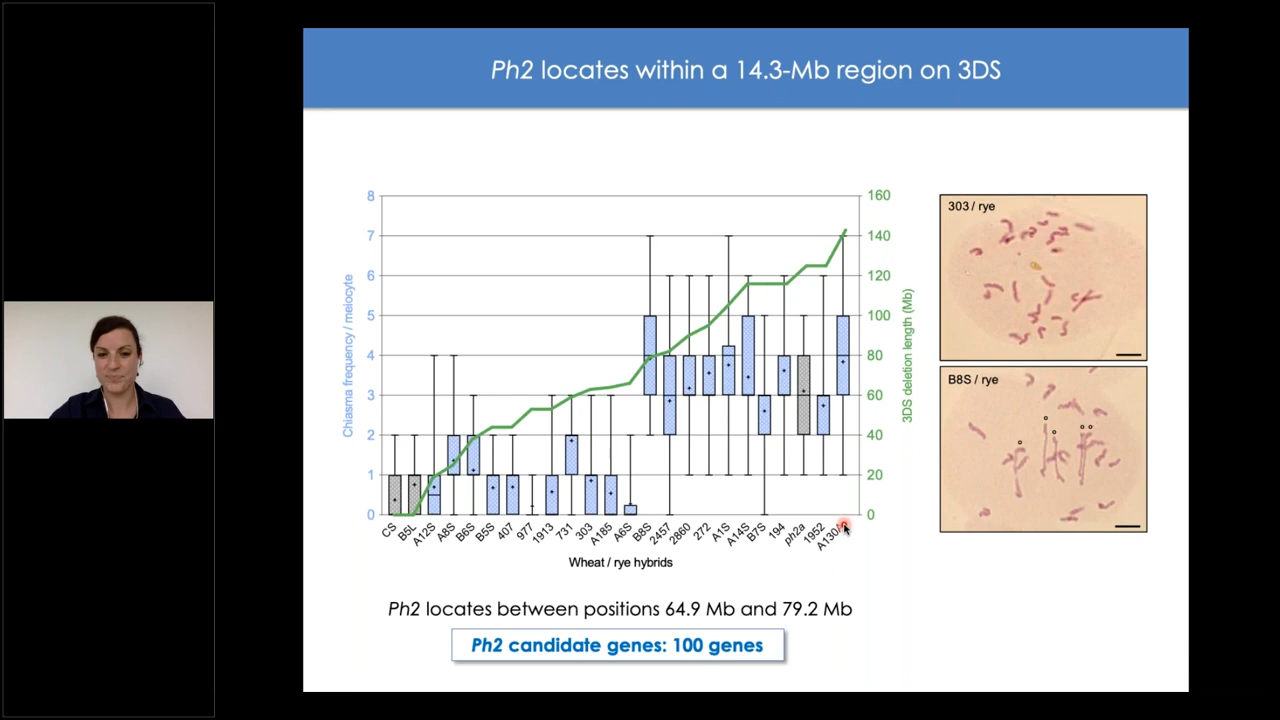 Ph2 locates within a 14.3-Mb region on 3DS
8
7
6
5
4
3
2
1
0
Chiasma frequency / meiocyte
160
140
120
100
80
60
40
20
0
3DS deletion length (Mb)
CS
B5L
A12S
A8S
B6S
B5S
407
977
1913
731
303
A18S
A6S
B8S
2457
2860
272
A1S
A14S
B7S
194
ph2a
1952
Wheat / rye hybrids
303 / rye
B8S / rye
Ph2 locates between positions 64.9 Mb and 79.2 Mb
Ph2 candidate genes: 100 genes